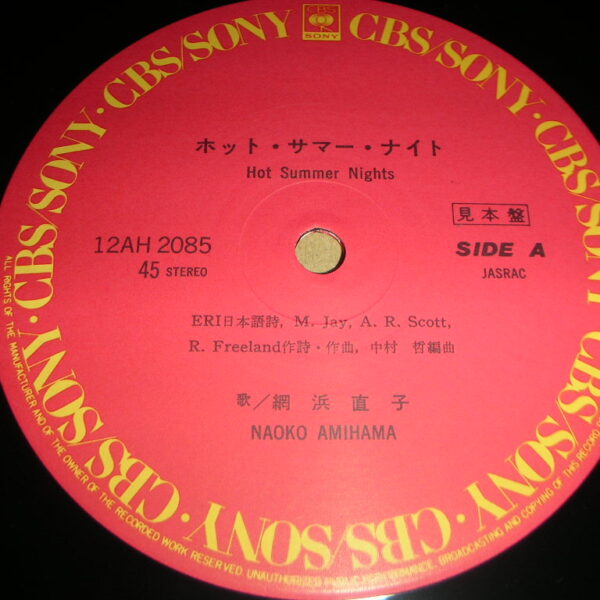 CBS/SONY · CBS/SONY · CBS/SONY · CBS/SONY · CBS/SONY · CBS/SONY · CBS/SONY
CBS
SONY
ホット・サマー・ナイト
Hot Summer Nights
見本盤
12AH 2085
SIDE A
45 STEREO
JASRAC
ERI日本語詩, M. Jay, A. R. Scott,
R. Freeland作詩・作曲, 中村 哲編曲
歌/網浜直子
NAOKO AMIHAMA
ALL RIGHTS OF THE MANUFACTURER AND OF THE OWNER OF THE RECORDED WORK RESERVED. UNAUTHORISED PUBLIC PERFORMANCE, BROADCASTING AND COPYING OF THIS RECORD